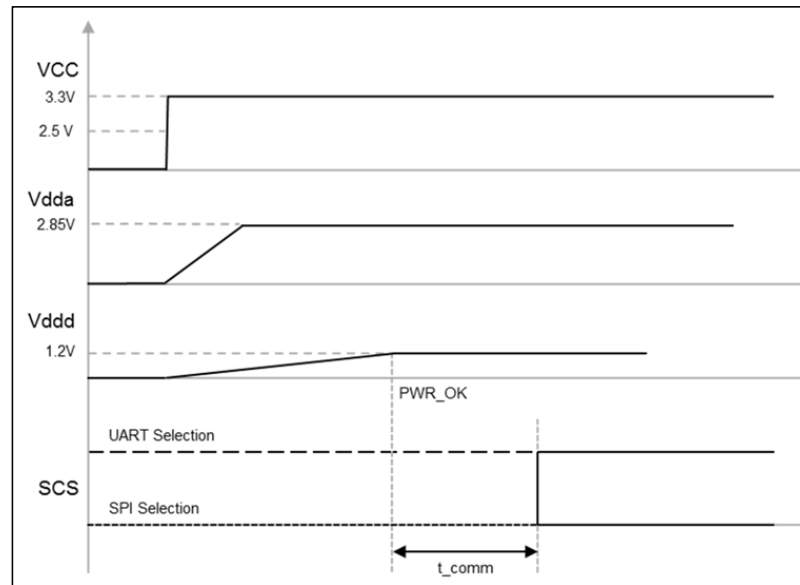 VCC
3.3V
2.5 V
Vdda
2.85V
Vddd
1.2V
PWR_OK
UART Selection
SCS
SPI Selection
t_comm